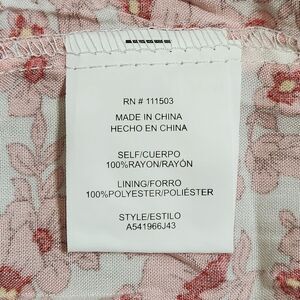 RN # 111503
MADE IN CHINA
HECHO EN CHINA
SELF/CUERPO
100%RAYON/RAYÓN
LINING/FORRO
100%POLYESTER/POLIÉSTER
STYLE/ESTILO
A541966J43